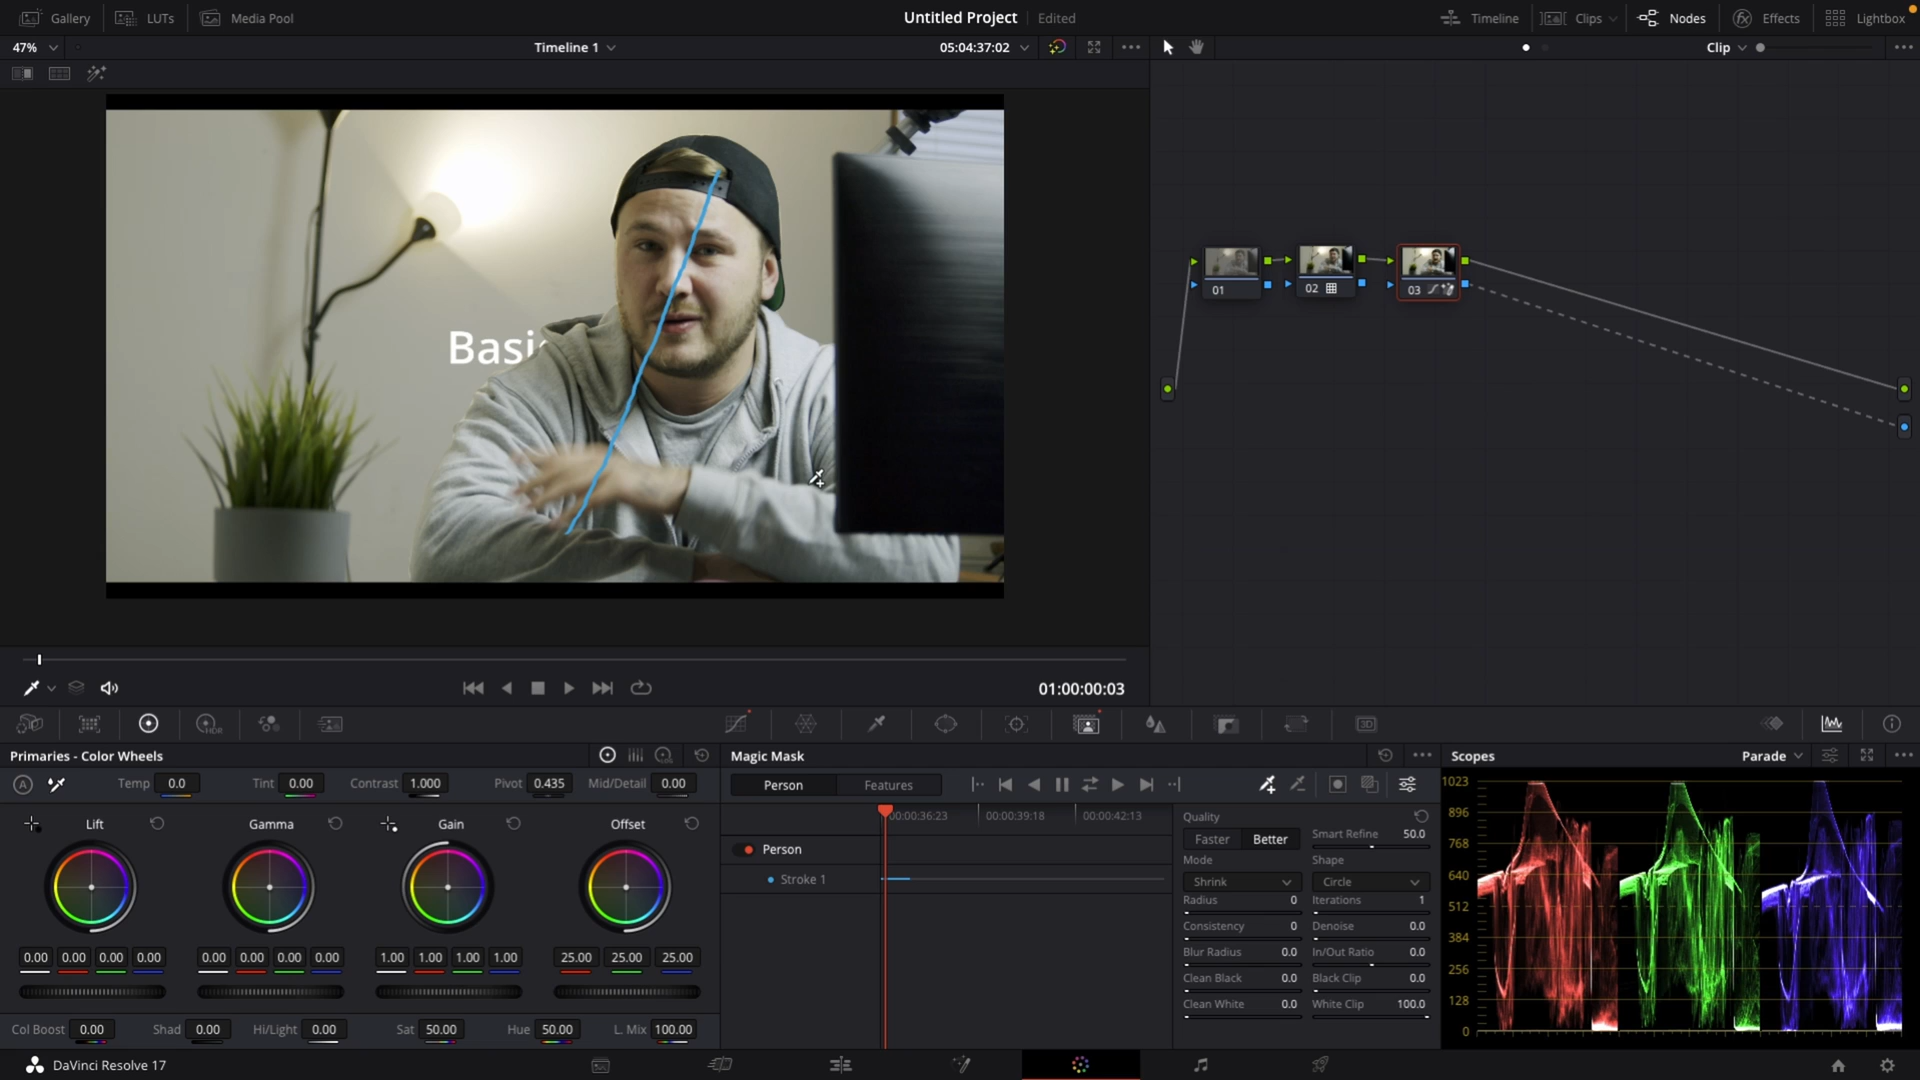 Gallery LUTs Media Pool Untitled Project Edited Timeline Clips Nodes Effects Lightbox
47% Timeline 1 05:04:37:02 Clip
Basi
01 02 03
01:00:00:03
HDR 3D
Primaries - Color Wheels Magic Mask Scopes Parade
A Temp 0.0 Tint 0.00 Contrast 1.000 Pivot 0.435 Mid/Detail 0.00 Person Features
Lift Gamma Gain Offset
00:00:36:23 00:00:39:18 00:00:42:13
Person
Stroke 1
Quality
Faster Better Smart Refine 50.0
Mode Shape
Shrink Circle
Radius 0 Iterations 1
Consistency 0 Denoise 0.0
Blur Radius 0.0 In/Out Ratio 0.0
Clean Black 0.0 Black Clip 0.0
Clean White 0.0 White Clip 100.0
1023
896
768
640
512
384
256
128
0
0.00 0.00 0.00 0.00 0.00 0.00 0.00 0.00 1.00 1.00 1.00 1.00 25.00 25.00 25.00
Col Boost 0.00 Shad 0.00 Hi/Light 0.00 Sat 50.00 Hue 50.00 L. Mix 100.00
DaVinci Resolve 17